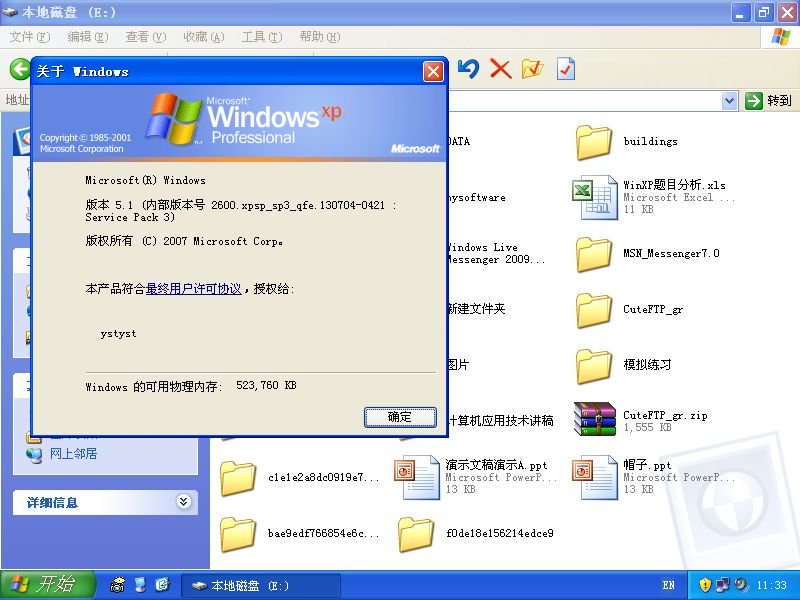 本地磁盘 (E:)
文件(F) 编辑(E) 查看(V) 收藏(A) 工具(T) 帮助(H)
地址
转到
关于 Windows
Copyright © 1985-2001
Microsoft Corporation
Microsoft®
Windows xp
Professional
Microsoft
Microsoft(R) Windows
版本 5.1 (内部版本号 2600.xpsp_sp3_qfe.130704-0421 :
Service Pack 3)
版权所有 (C) 2007 Microsoft Corp。
本产品符合最终用户许可协议，授权给:
ystyst
Windows 的可用物理内存: 523,760 KB
确定
DATA
buildings
mysoftware
WinXP题目分析.xls
Microsoft Excel ...
11 KB
Windows Live
Messenger 2009...
MSN_Messenger7.0
新建文件夹
CuteFTP_gr
图片
模拟练习
计算机应用技术讲稿
CuteFTP_gr.zip
1,555 KB
网上邻居
详细信息
c1e1e2a8dc0919e7...
演示文稿演示A.ppt
Microsoft PowerP...
13 KB
帽子.ppt
Microsoft PowerP...
13 KB
bae9edf766854e6c...
f0de18e156214edce9
开始
本地磁盘 (E:)
EN
11:33